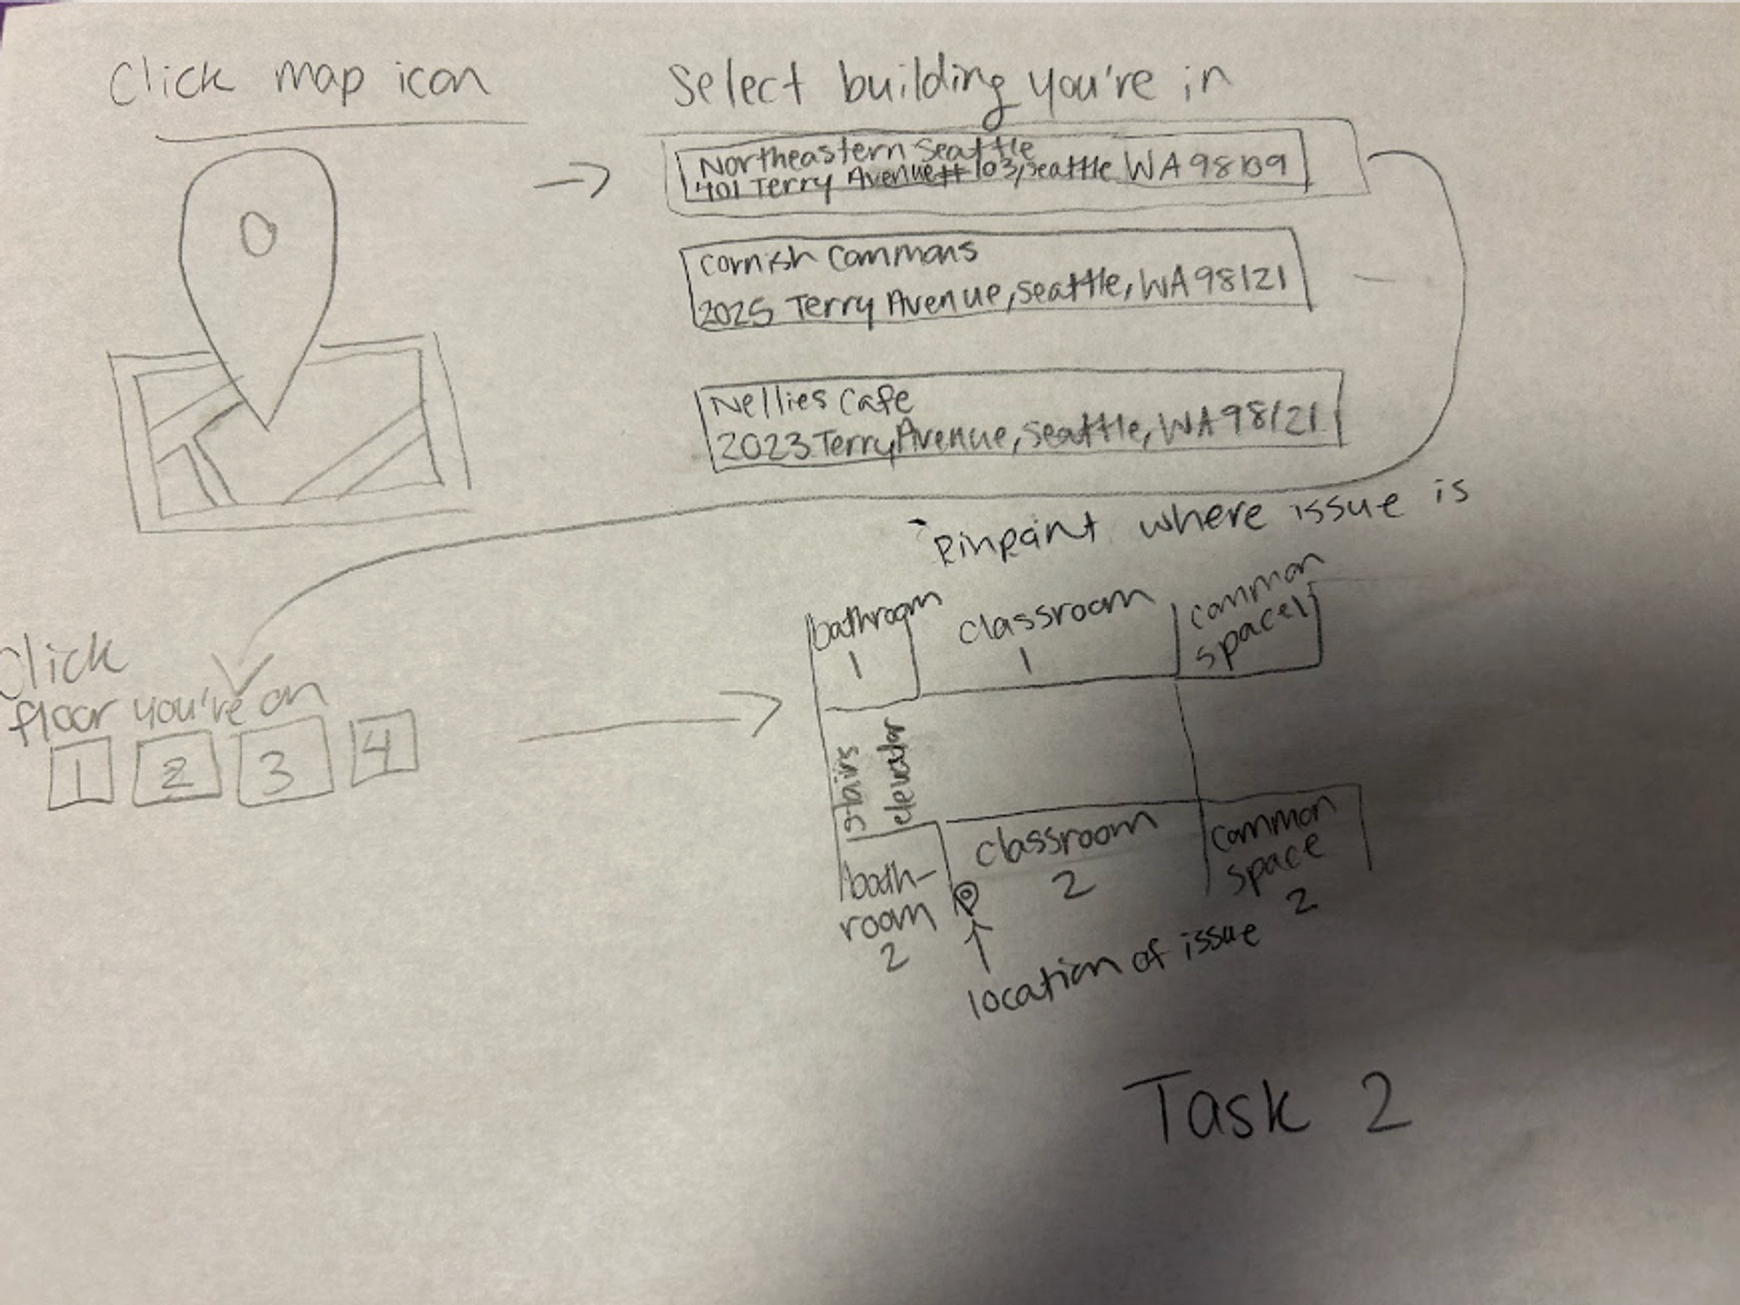 Click map icon
Select building you're in
Northeastern Seattle
401 Terry Avenue # 103, Seattle WA 98109
Cornish Commons
2025 Terry Avenue, Seattle, WA 98121
Nellies Cafe
2023 Terry Avenue, Seattle, WA 98121
Pinpoint where issue is
Click
floor you're on
1 2 3 4
bathroom
1
classroom
1
common
space 1
stairs
elevator
bath-
room
2
classroom
2
common
space
2
location of issue
Task 2